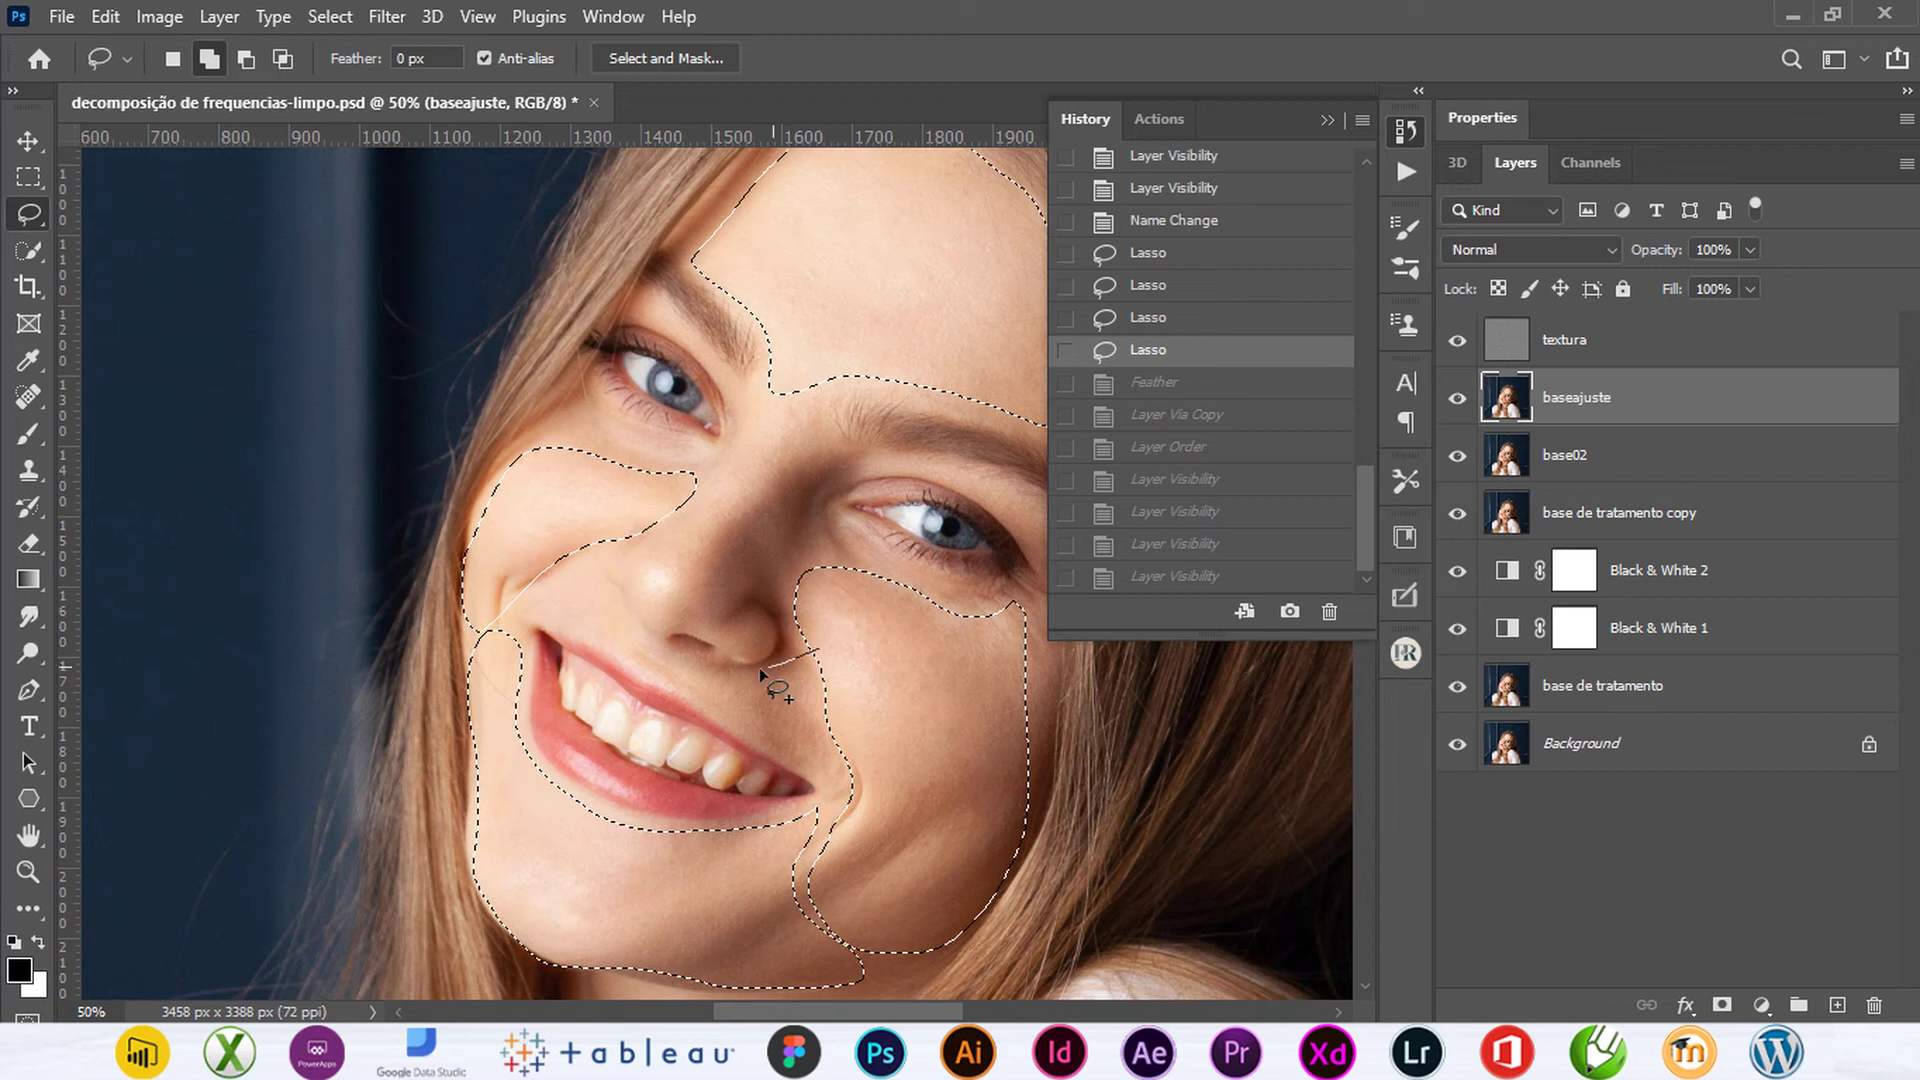 Ps File Edit Image Layer Type Select Filter 3D View Plugins Window Help
Feather: 0 px Anti-alias Select and Mask...
decomposição de frequencias-limpo.psd @ 50% (baseajuste, RGB/8) * ×
600 700 800 900 1000 1100 1200 1300 1400 1500 1600 1700 1800 1900
History Actions
Layer Visibility
Layer Visibility
Name Change
Lasso
Lasso
Lasso
Lasso
Feather
Layer Via Copy
Layer Order
Layer Visibility
Layer Visibility
Layer Visibility
Layer Visibility
Properties
3D Layers Channels
Kind
Normal Opacity: 100%
Lock: Fill: 100%
textura
baseajuste
base02
base de tratamento copy
Black & White 2
Black & White 1
base de tratamento
Background
50% 3458 px x 3388 px (72 ppi)
PowerApps
Google Data Studio
+ a b l e a u
Ps Ai Id Ae Pr Xd Lr